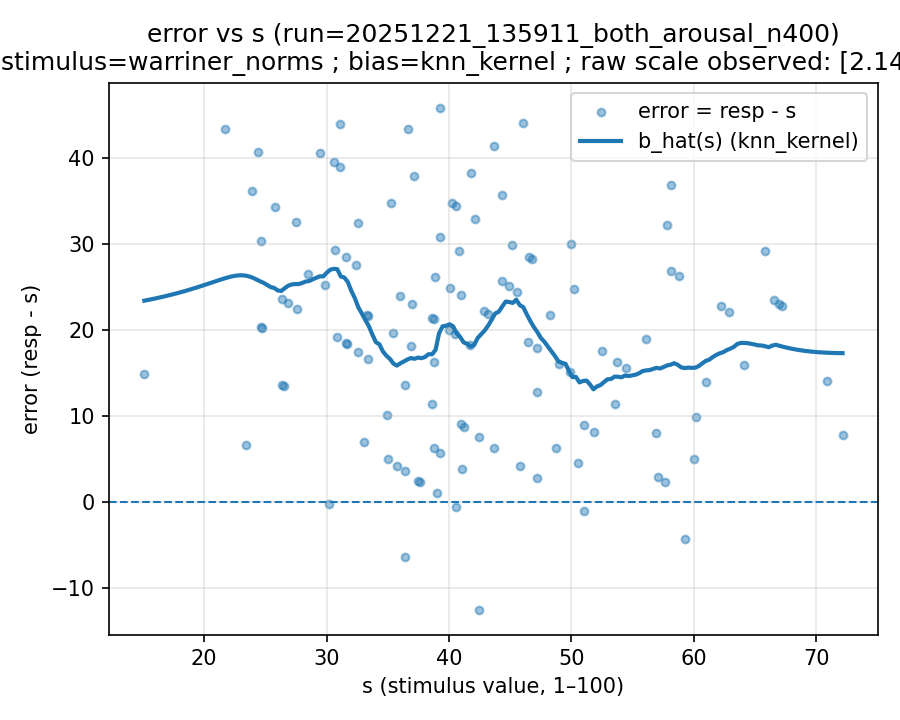 error vs s (run=20251221_135911_both_arousal_n400)
stimulus=warriner_norms ; bias=knn_kernel ; raw scale observed: [2.14
error = resp - s
b_hat(s) (knn_kernel)
error (resp - s)
40
30
20
10
0
−10
20 30 40 50 60 70
s (stimulus value, 1–100)